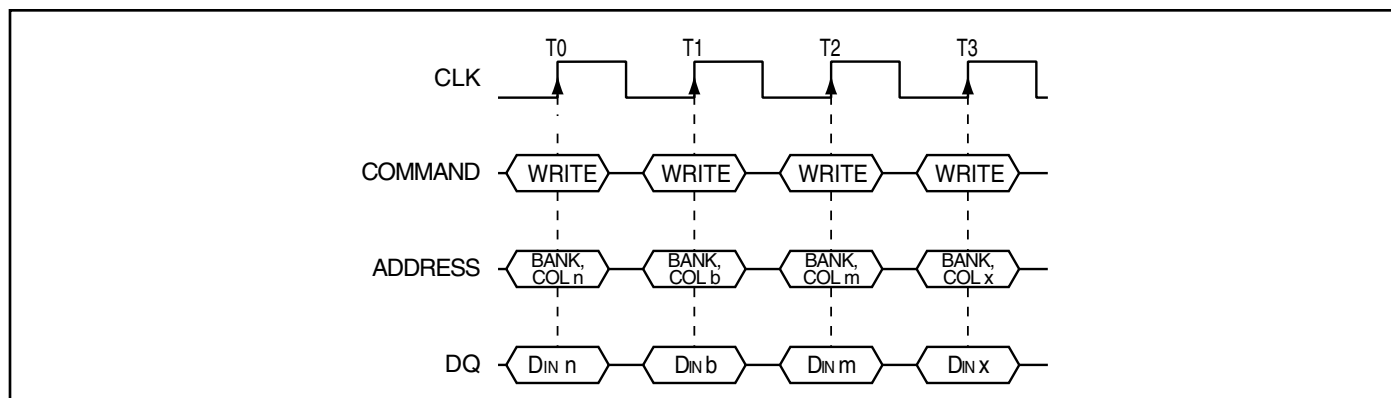 T0 T1 T2 T3
CLK
COMMAND WRITE WRITE WRITE WRITE
ADDRESS BANK, COL n BANK, COL b BANK, COL m BANK, COL x
DQ DIN n DIN b DIN m DIN x